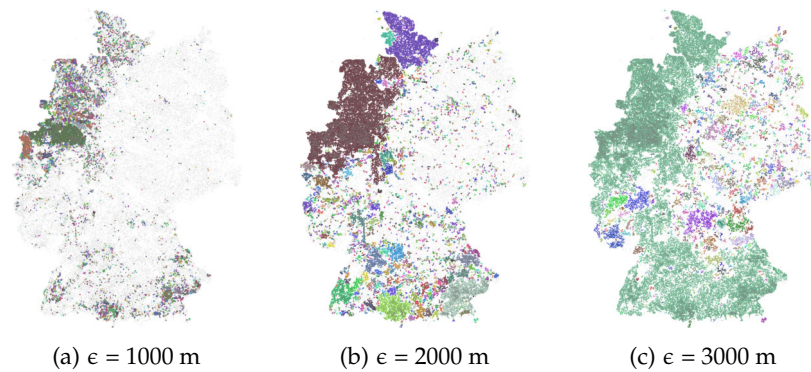 (a) ϵ = 1000 m
(b) ϵ = 2000 m
(c) ϵ = 3000 m